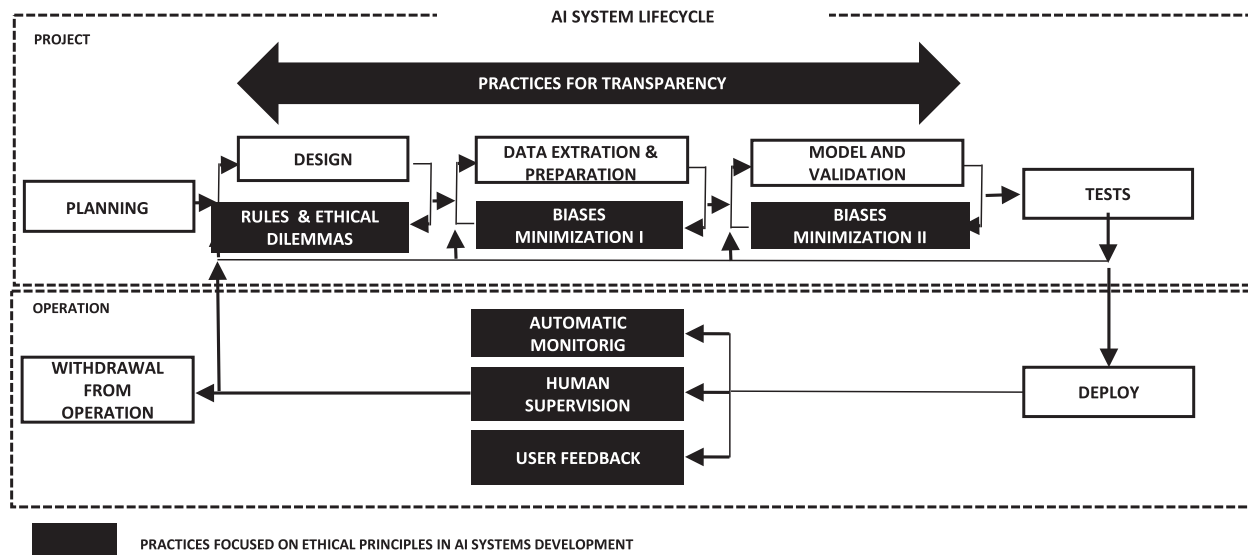 AI SYSTEM LIFECYCLE
PROJECT
PRACTICES FOR TRANSPARENCY
PLANNING
DESIGN
RULES & ETHICAL
DILEMMAS
DATA EXTRATION &
PREPARATION
BIASES
MINIMIZATION I
MODEL AND
VALIDATION
BIASES
MINIMIZATION II
TESTS
OPERATION
WITHDRAWAL
FROM
OPERATION
AUTOMATIC
MONITORIG
HUMAN
SUPERVISION
USER FEEDBACK
DEPLOY
PRACTICES FOCUSED ON ETHICAL PRINCIPLES IN AI SYSTEMS DEVELOPMENT